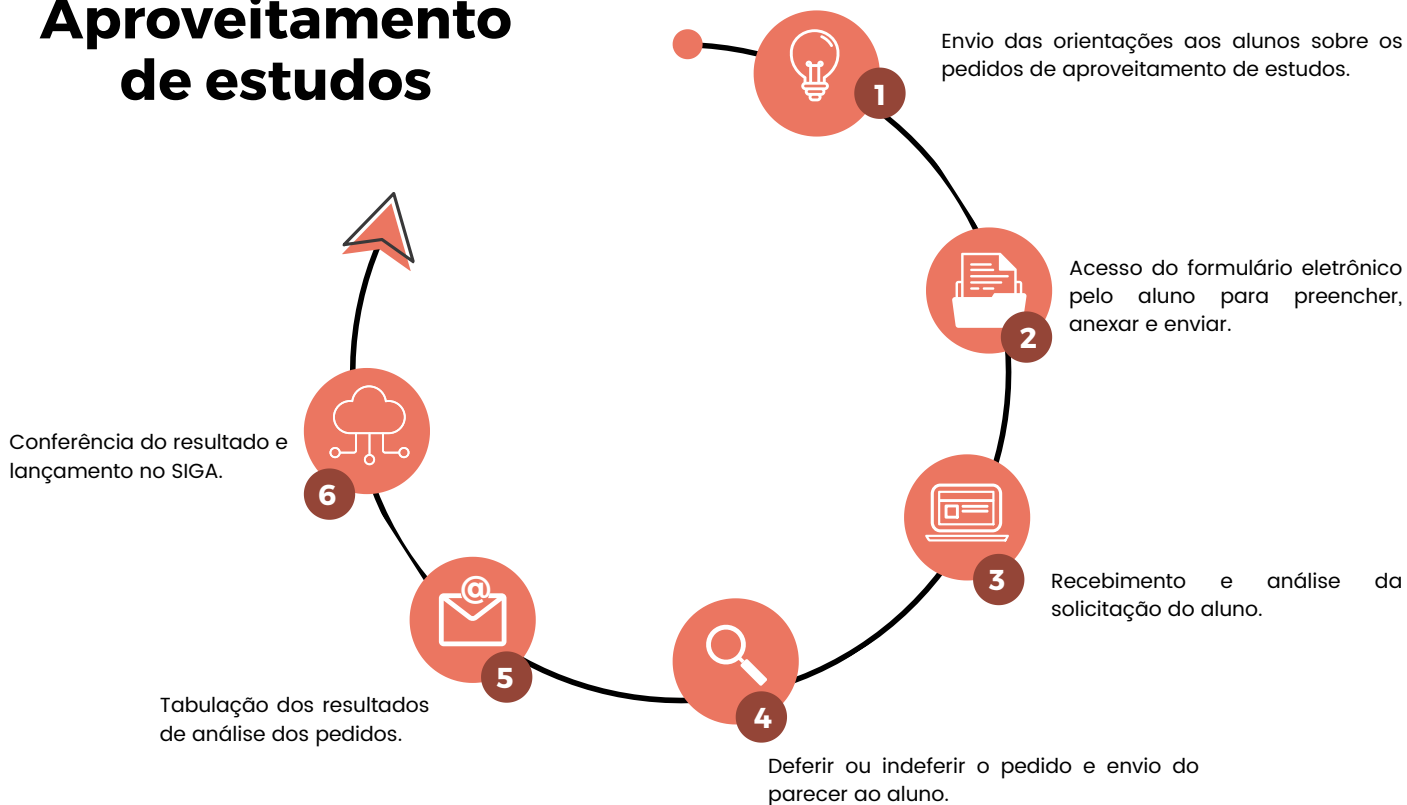 Aproveitamento
de estudos
1
Envio das orientações aos alunos sobre os
pedidos de aproveitamento de estudos.
2
Acesso do formulário eletrônico
pelo aluno para preencher,
anexar e enviar.
3
Recebimento e análise da
solicitação do aluno.
4
Deferir ou indeferir o pedido e envio do
parecer ao aluno.
@
5
Tabulação dos resultados
de análise dos pedidos.
6
Conferência do resultado e
lançamento no SIGA.